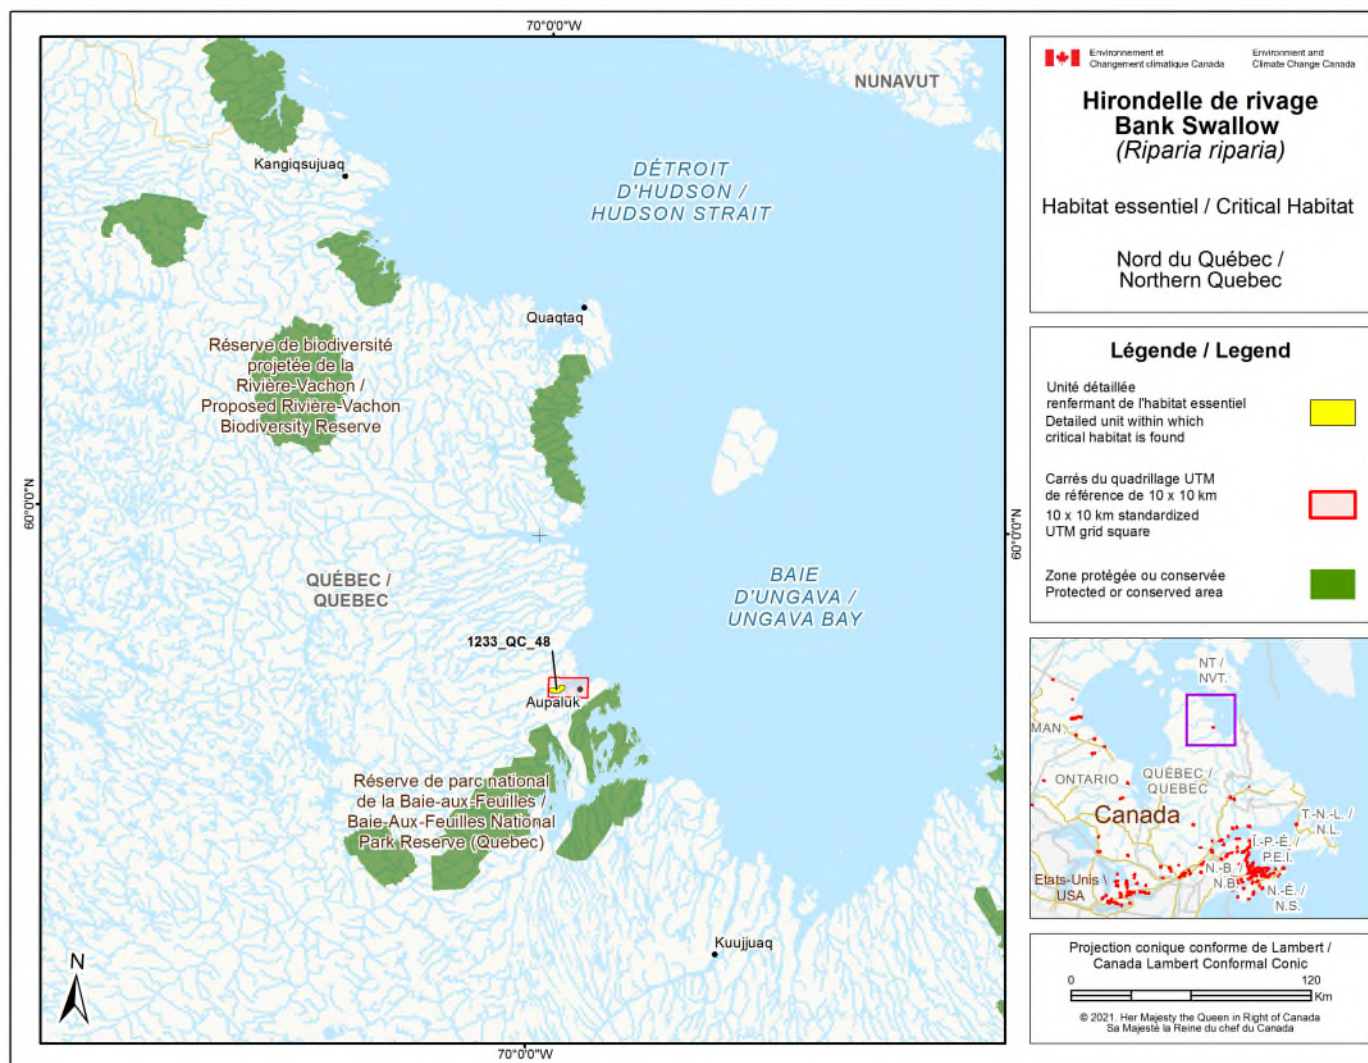 70°0'0"W
NUNAVUT
Kangiqsujuaq
DÉTROIT
D'HUDSON /
HUDSON STRAIT
Quaqtaq
Réserve de biodiversité
projetée de la
Rivière-Vachon /
Proposed Rivière-Vachon
Biodiversity Reserve
60°0'0"N
60°0'0"N
QUÉBEC /
QUEBEC
BAIE
D'UNGAVA /
UNGAVA BAY
1233_QC_48
Aupaluk
Réserve de parc national
de la Baie-aux-Feuilles /
Baie-Aux-Feuilles National
Park Reserve (Quebec)
Kuujjuaq
N
70°0'0"W
Environnement et
Changement climatique Canada
Environment and
Climate Change Canada
Hirondelle de rivage
Bank Swallow
(Riparia riparia)
Habitat essentiel / Critical Habitat
Nord du Québec /
Northern Quebec
Légende / Legend
Unité détaillée
renfermant de l'habitat essentiel
Detailed unit within which
critical habitat is found
Carrés du quadrillage UTM
de référence de 10 x 10 km
10 x 10 km standardized
UTM grid square
Zone protégée ou conservée
Protected or conserved area
NT /
NVT.
MAN.
ONTARIO
QUÉBEC /
QUEBEC
Canada
T.-N.-L. /
N.L.
Î.-P.-É. /
P.E.I.
N.-B. /
N.B.
N.-É. /
N.S.
Etats-Unis \
USA
Projection conique conforme de Lambert /
Canada Lambert Conformal Conic
0 120
Km
© 2021. Her Majesty the Queen in Right of Canada
Sa Majesté la Reine du chef du Canada